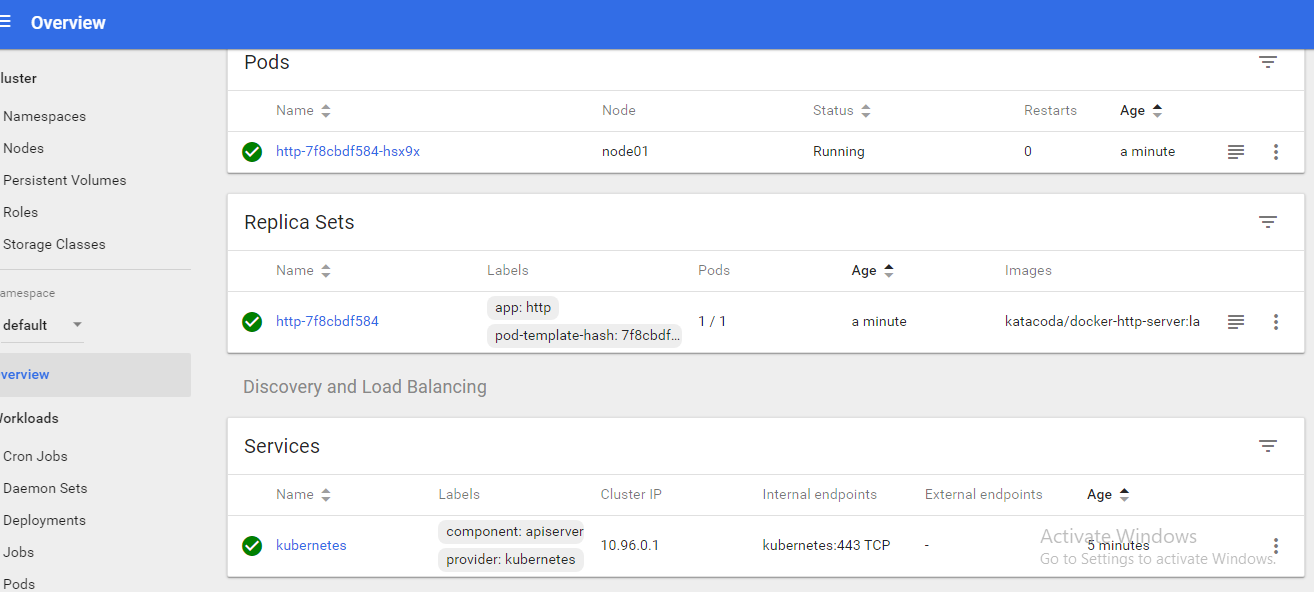 Overview
luster
Namespaces
Nodes
Persistent Volumes
Roles
Storage Classes
amespace
default
verview
Workloads
Cron Jobs
Daemon Sets
Deployments
Jobs
Pods
Pods
Name Node Status Restarts Age
http-7f8cbdf584-hsx9x node01 Running 0 a minute
Replica Sets
Name Labels Pods Age Images
app: http
http-7f8cbdf584 1 / 1 a minute katacoda/docker-http-server:la
pod-template-hash: 7f8cbdf...
Discovery and Load Balancing
Services
Name Labels Cluster IP Internal endpoints External endpoints Age
component: apiserver
kubernetes 10.96.0.1 kubernetes:443 TCP - 5 minutes
provider: kubernetes
Activate Windows
Go to Settings to activate Windows.